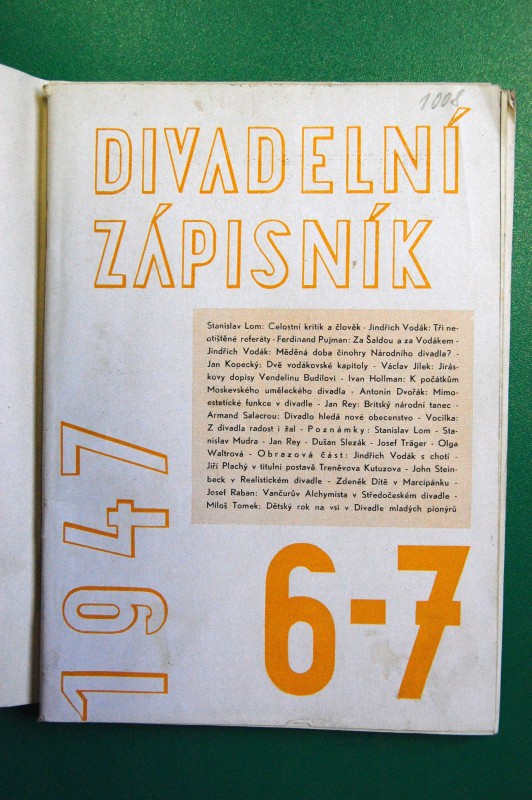 1008
DIVADELNÍ
ZÁPISNÍK
Stanislav Lom: Celostní kritik a člověk - Jindřich Vodák: Tři ne-
otištěné referáty - Ferdinand Pujman: Za Šaldou a za Vodákem -
Jindřich Vodák: Měděná doba činohry Národního divadla? -
Jan Kopecký: Dvě vodákovské kapitoly - Václav Jílek: Jirás-
kovy dopisy Vendelínu Budilovi - Ivan Hollman: K počátkům
Moskevského uměleckého divadla - Antonín Dvořák: Mimo-
estetické funkce v divadle - Jan Rey: Britský národní tanec -
Armand Salacrou: Divadlo hledá nové obecenstvo - Vocilka:
Z divadla radost i žal - Poznámky: Stanislav Lom - Sta-
nislav Mudra - Jan Rey - Dušan Slezák - Josef Träger - Olga
Waltrová - Obrazová část: Jindřich Vodák s chotí -
Jiří Plachý v titulní postavě Treněvova Kutuzova - John Stein-
beck v Realistickém divadle - Zdeněk Dítě v Marcipánku -
Josef Raban: Vančurův Alchymista v Středočeském divadle -
Miloš Tomek: Dětský rok na vsi v Divadle mladých pionýrů
1947
6-7